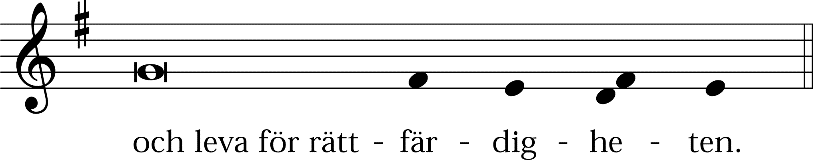 och leva för rätt - fär - dig - he - ten.